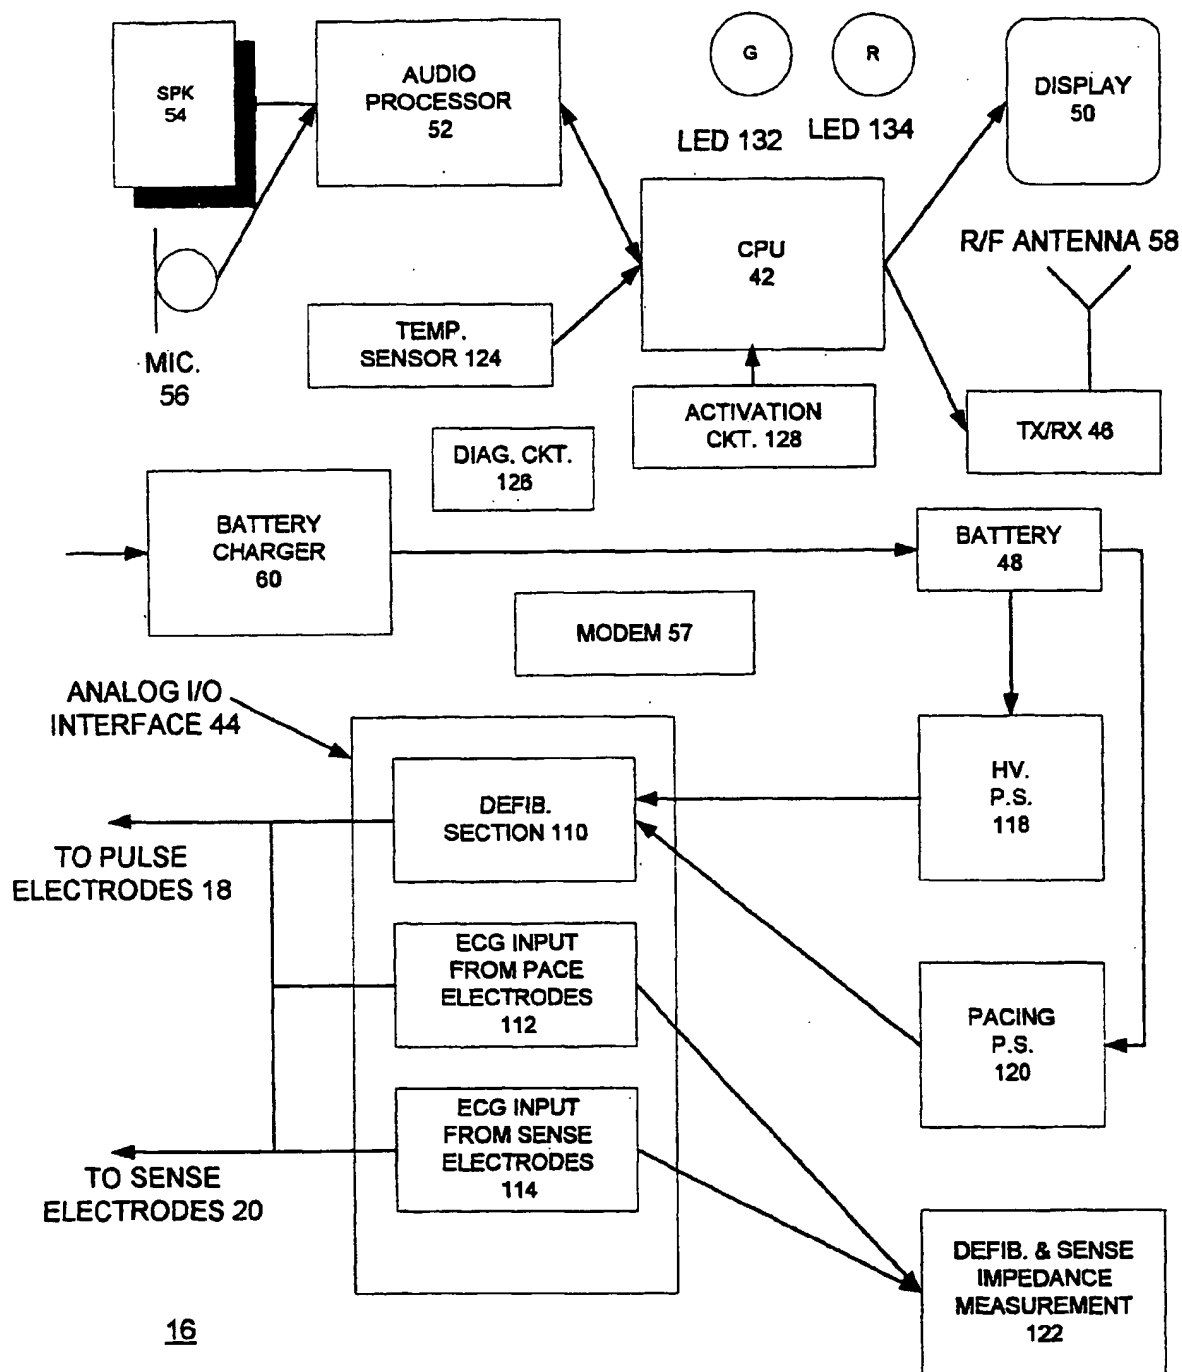 SPK
54
AUDIO
PROCESSOR
52
G
R
LED 132
LED 134
DISPLAY
50
CPU
42
R/F ANTENNA 58
MIC.
56
TEMP.
SENSOR 124
ACTIVATION
CKT. 128
TX/RX 46
DIAG. CKT.
126
BATTERY
CHARGER
60
BATTERY
48
MODEM 57
ANALOG I/O
INTERFACE 44
DEFIB.
SECTION 110
HV.
P.S.
118
TO PULSE
ELECTRODES 18
ECG INPUT
FROM PACE
ELECTRODES
112
PACING
P.S.
120
ECG INPUT
FROM SENSE
ELECTRODES
114
TO SENSE
ELECTRODES 20
DEFIB. & SENSE
IMPEDANCE
MEASUREMENT
122
16